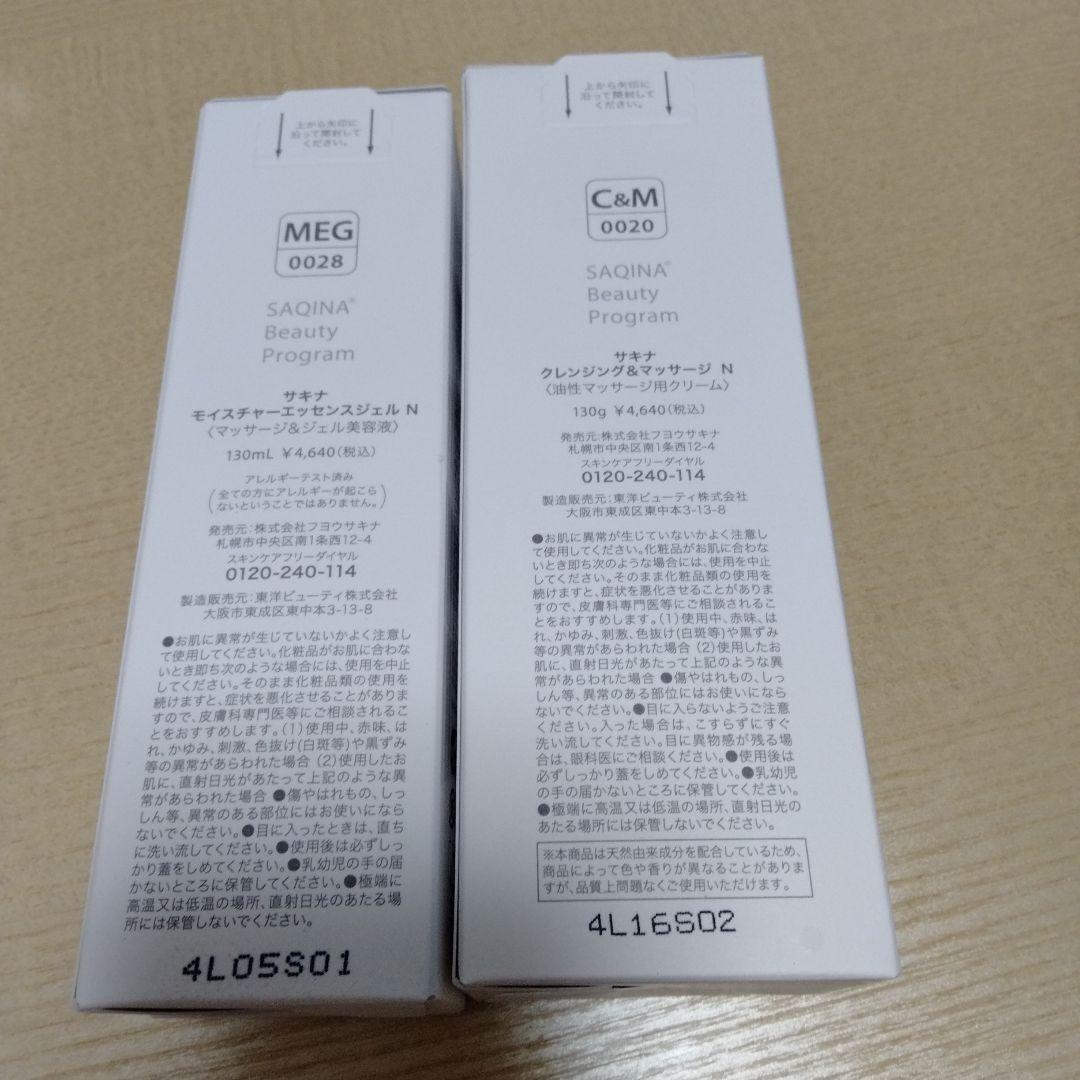 上から矢印に
沿って開封して
ください。
MEG
0028
SAQINA®
Beauty
Program
サキナ
モイスチャーエッセンスジェル N
〈マッサージ&ジェル美容液〉
130mL ¥4,640(税込)
アレルギーテスト済み
(全ての方にアレルギーが起こら
ないということではありません。)
発売元:株式会社フヨウサキナ
札幌市中央区南1条西12-4
スキンケアフリーダイヤル
0120-240-114
製造販売元:東洋ビューティ株式会社
大阪市東成区東中本3-13-8
●お肌に異常が生じていないかよく注意し
て使用してください。化粧品がお肌に合わな
いとき即ち次のような場合には、使用を中止
してください。そのまま化粧品類の使用を
続けますと、症状を悪化させることがありま
すので、皮膚科専門医等にご相談されるこ
とをおすすめします。(1)使用中、赤味、は
れ、かゆみ、刺激、色抜け(白斑等)や黒ずみ
等の異常があらわれた場合 (2)使用したお
肌に、直射日光があたって上記のような異
常があらわれた場合 ●傷やはれもの、しっ
しん等、異常のある部位にはお使いになら
ないでください。●目に入ったときは、直ち
に洗い流してください。●使用後は必ずしっ
かり蓋をしめてください。●乳幼児の手の届
かないところに保管してください。●極端に
高温又は低温の場所、直射日光のあたる場
所には保管しないでください。
4L05S01
上から矢印に
沿って開封して
ください。
C&M
0020
SAQINA®
Beauty
Program
サキナ
クレンジング&マッサージ N
〈油性マッサージ用クリーム〉
130g ¥4,640(税込)
発売元:株式会社フヨウサキナ
札幌市中央区南1条西12-4
スキンケアフリーダイヤル
0120-240-114
製造販売元:東洋ビューティ株式会社
大阪市東成区東中本3-13-8
●お肌に異常が生じていないかよく注意し
て使用してください。化粧品がお肌に合わな
いとき即ち次のような場合には、使用を中止
してください。そのまま化粧品類の使用を
続けますと、症状を悪化させることがありま
すので、皮膚科専門医等にご相談されるこ
とをおすすめします。(1)使用中、赤味、は
れ、かゆみ、刺激、色抜け(白斑等)や黒ずみ
等の異常があらわれた場合 (2)使用したお
肌に、直射日光があたって上記のような異
常があらわれた場合 ●傷やはれもの、しっ
しん等、異常のある部位にはお使いになら
ないでください。●目に入らないようご注意
ください。入った場合は、こすらずにすぐ
洗い流してください。目に異物感が残る場
合は、眼科医にご相談ください。●使用後は
必ずしっかり蓋をしめてください。●乳幼児
の手の届かないところに保管してください。
●極端に高温又は低温の場所、直射日光の
あたる場所には保管しないでください。
※本商品は天然由来成分を配合しているため、
商品によって色や香りが異なることがありま
すが、品質上問題なくご使用いただけます。
4L16S02